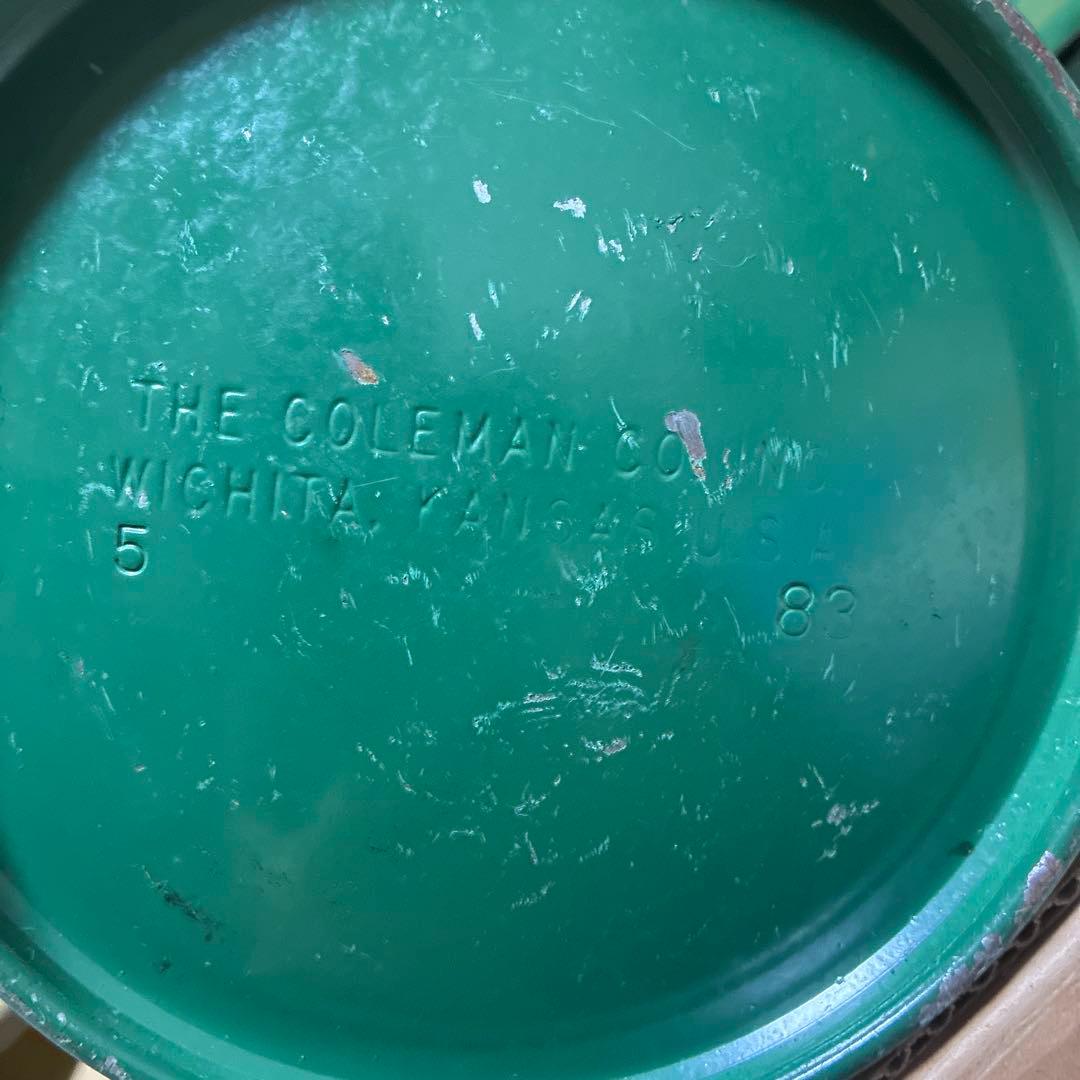 THE COLEMAN CO. INC
WICHITA, KANSAS U.S.A
5
83